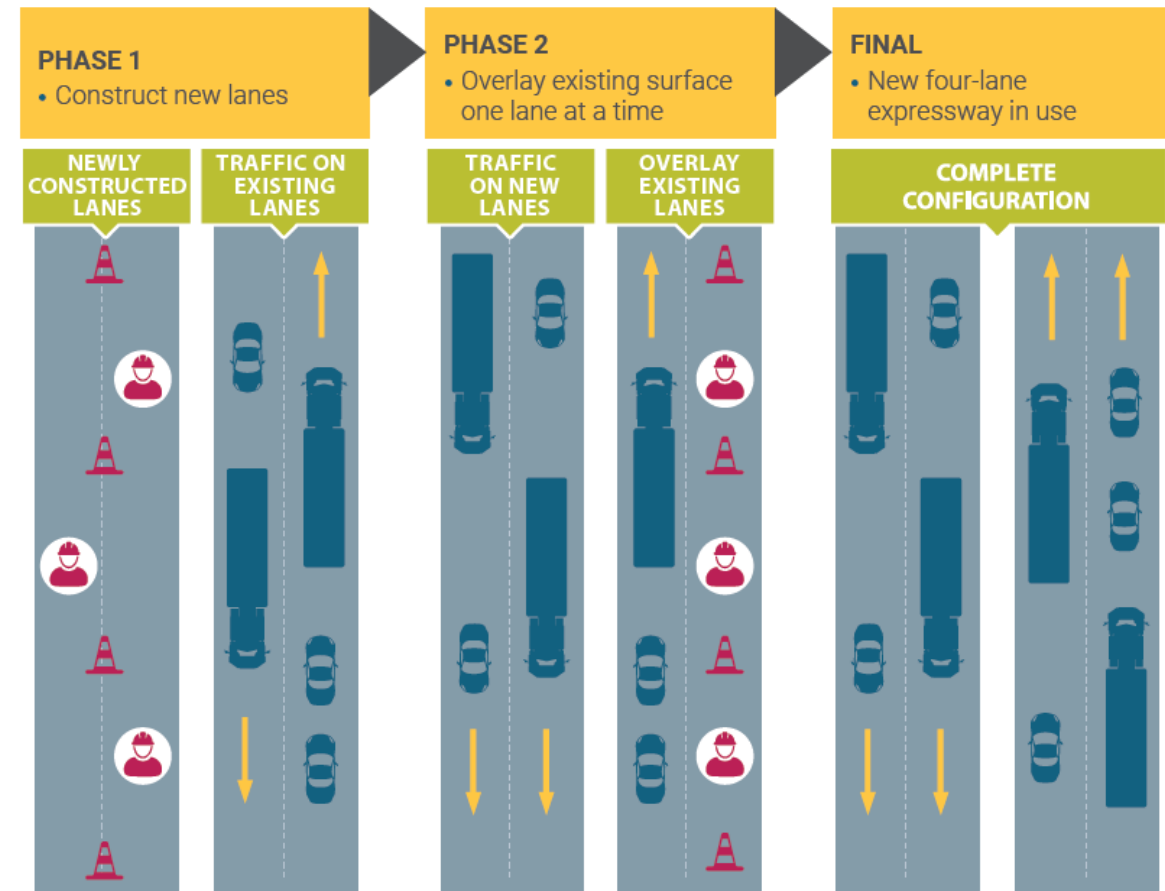 PHASE 1
• Construct new lanes
PHASE 2
• Overlay existing surface
one lane at a time
FINAL
• New four-lane
expressway in use
NEWLY
CONSTRUCTED
LANES
TRAFFIC ON
EXISTING
LANES
TRAFFIC
ON NEW
LANES
OVERLAY
EXISTING
LANES
COMPLETE
CONFIGURATION